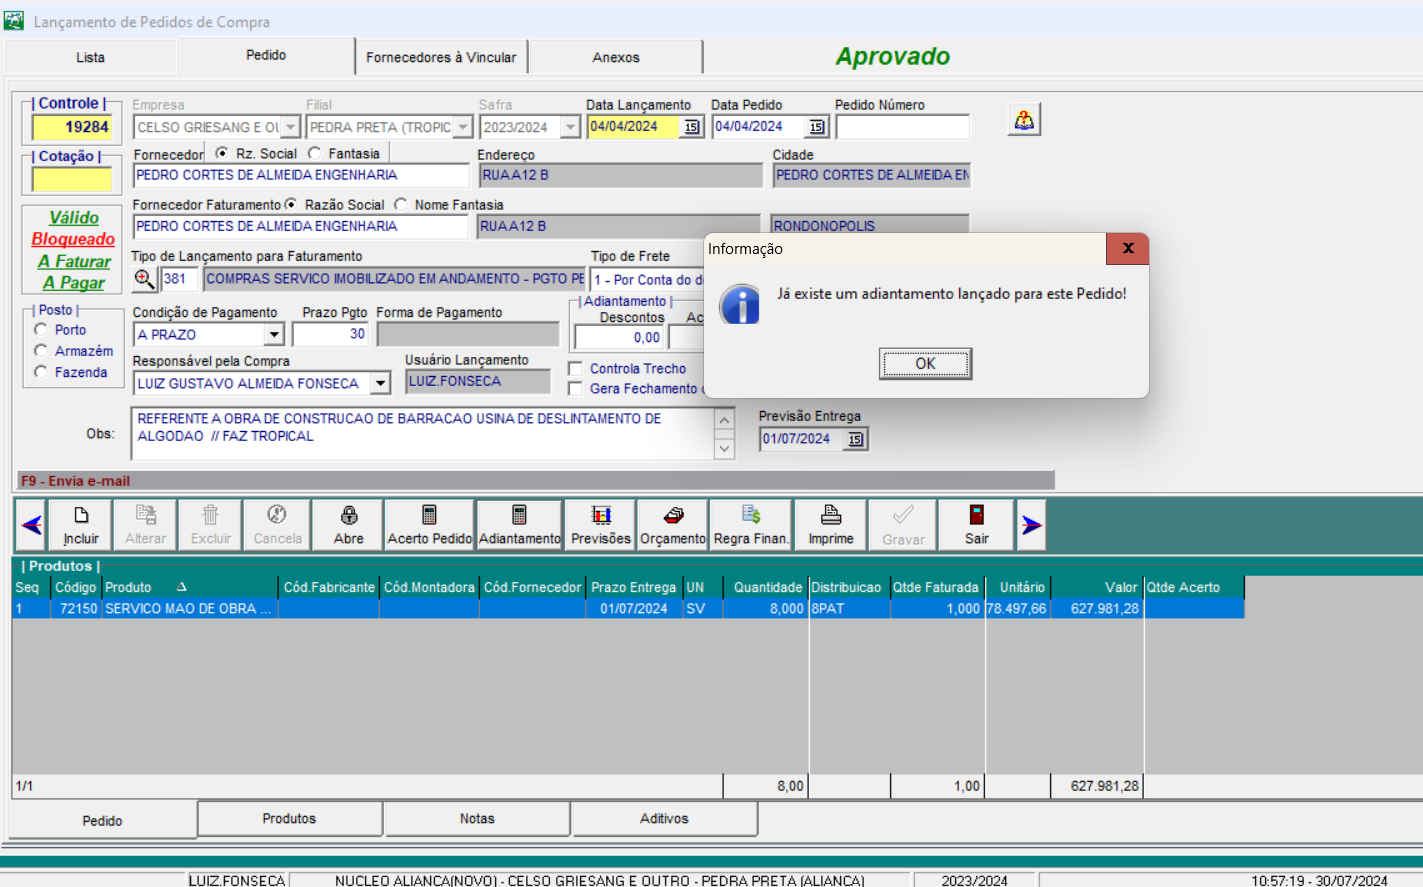 Lançamento de Pedidos de Compra
Lista
Pedido
Fornecedores à Vincular
Anexos
Aprovado
| Controle |
19284
Empresa
CELSO GRIESANG E OU
Filial
PEDRA PRETA (TROPIC
Safra
2023/2024
Data Lançamento
04/04/2024
15
Data Pedido
04/04/2024
15
Pedido Número
| Cotação |
Fornecedor
Rz. Social
Fantasia
PEDRO CORTES DE ALMEIDA ENGENHARIA
Endereço
RUA A12 B
Cidade
PEDRO CORTES DE ALMEIDA EN
Fornecedor Faturamento
Razão Social
Nome Fantasia
PEDRO CORTES DE ALMEIDA ENGENHARIA
RUA A12 B
RONDONOPOLIS
Válido
Bloqueado
A Faturar
A Pagar
Tipo de Lançamento para Faturamento
381
COMPRAS SERVICO IMOBILIZADO EM ANDAMENTO - PGTO PE
Tipo de Frete
1 - Por Conta do d
Informação
x
Já existe um adiantamento lançado para este Pedido!
OK
| Posto |
Porto
Armazém
Fazenda
Condição de Pagamento
A PRAZO
Prazo Pgto
30
Forma de Pagamento
| Adiantamento |
Descontos
0,00
Ac
Responsável pela Compra
LUIZ GUSTAVO ALMEIDA FONSECA
Usuário Lançamento
LUIZ.FONSECA
Controla Trecho
Gera Fechamento
Obs:
REFERENTE A OBRA DE CONSTRUCAO DE BARRACAO USINA DE DESLINTAMENTO DE
ALGODAO // FAZ TROPICAL
Previsão Entrega
01/07/2024
15
F9 - Envia e-mail
Incluir
Alterar
Excluir
Cancela
Abre
Acerto Pedido
Adiantamento
Previsões
Orçamento
Regra Finan.
Imprime
Gravar
Sair
| Produtos |
Seq Código Produto Cód.Fabricante Cód.Montadora Cód.Fornecedor Prazo Entrega UN Quantidade Distribuicao Qtde Faturada Unitário Valor Qtde Acerto
1 72150 SERVICO MAO DE OBRA ... 01/07/2024 SV 8,000 8PAT 1,000 78.497,66 627.981,28
1/1 8,00 1,00 627.981,28
Pedido
Produtos
Notas
Aditivos
LUIZ.FONSECA
NUCLEO ALIANCA(NOVO) - CELSO GRIESANG E OUTRO - PEDRA PRETA (ALIANCA)
2023/2024
10:57:19 - 30/07/2024